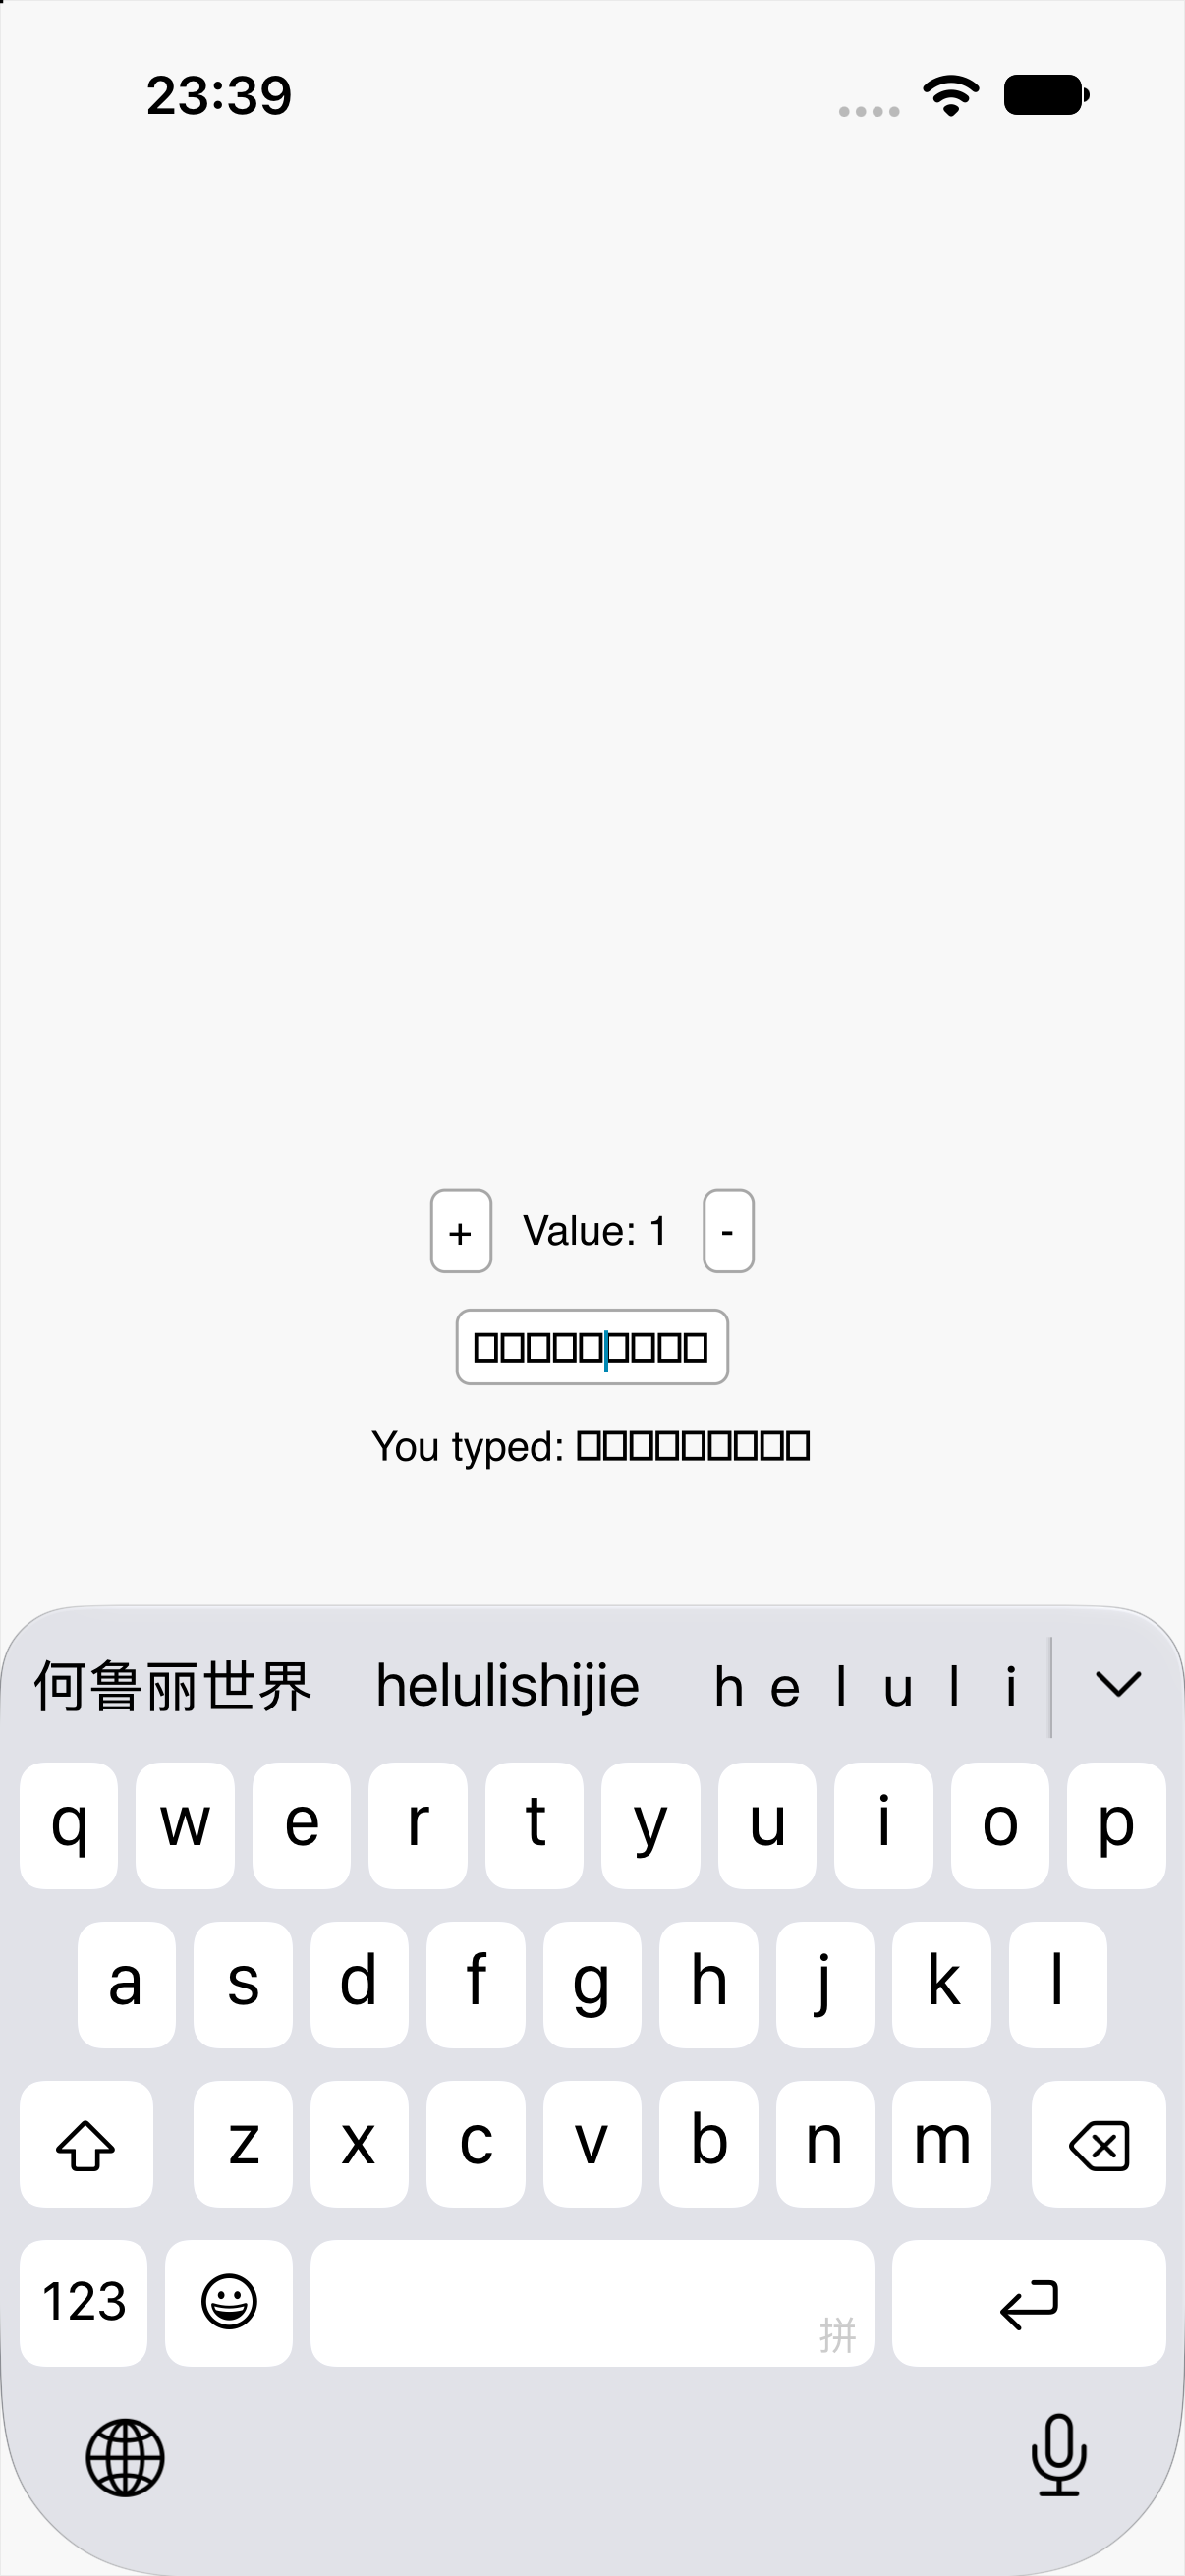 23:39
+ Value: 1 -
□□□□□□□□□
You typed: □□□□□□□□□
何鲁丽世界 helulishijie h e l u l i
q w e r t y u i o p
a s d f g h j k l
z x c v b n m
123
拼